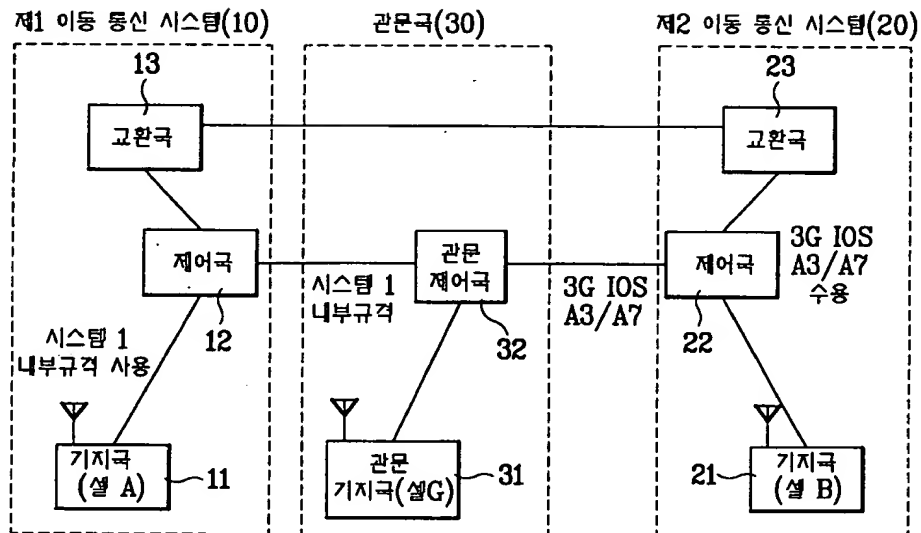 제1 이동 통신 시스템(10)
관문국(30)
제2 이동 통신 시스템(20)
13
23
교환국
교환국
제어국
12
관문
제어국
32
제어국
22
3G IOS
A3/A7
수용
시스템 1
내부규격
3G IOS
A3/A7
시스템 1
내부규격 사용
기지국
(셀 A)
11
관문
기지국(셀G)
31
21
기지국
(셀 B)